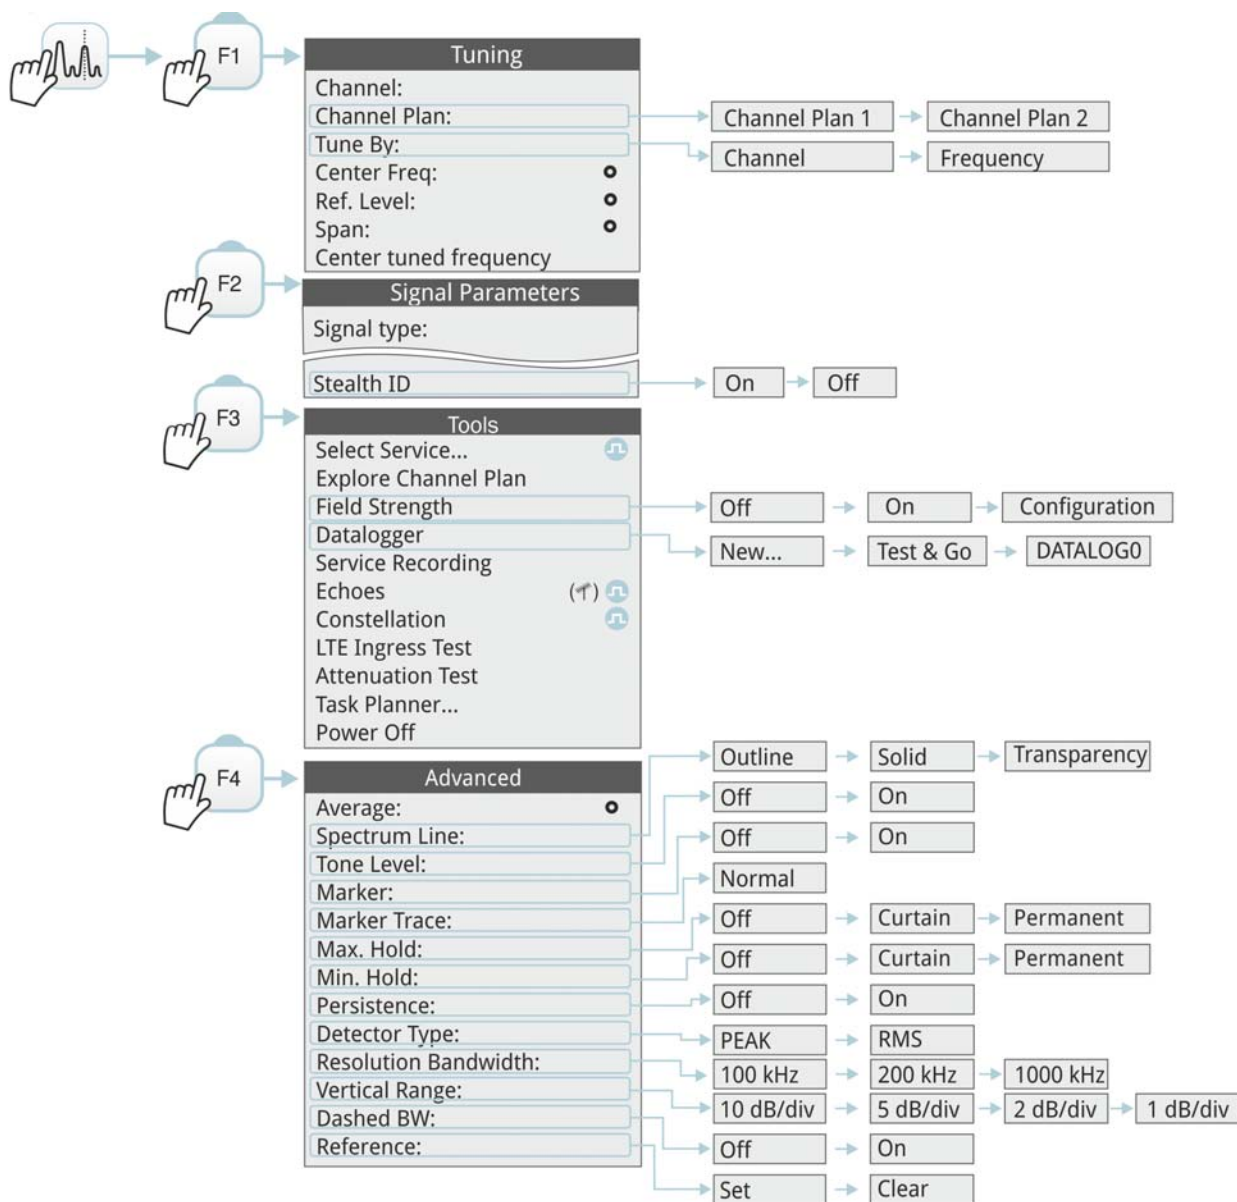 F1
Tuning
Channel:
Channel Plan:
Channel Plan 1
Channel Plan 2
Tune By:
Channel
Frequency
Center Freq:
Ref. Level:
Span:
Center tuned frequency
F2
Signal Parameters
Signal type:
Stealth ID
On
Off
F3
Tools
Select Service...
Explore Channel Plan
Field Strength
Off
On
Configuration
Datalogger
New...
Test & Go
DATALOG0
Service Recording
Echoes
Constellation
LTE Ingress Test
Attenuation Test
Task Planner...
Power Off
F4
Advanced
Average:
Spectrum Line:
Outline
Solid
Transparency
Tone Level:
Off
On
Marker:
Off
On
Marker Trace:
Normal
Max. Hold:
Off
Curtain
Permanent
Min. Hold:
Off
Curtain
Permanent
Persistence:
Off
On
Detector Type:
PEAK
RMS
Resolution Bandwidth:
100 kHz
200 kHz
1000 kHz
Vertical Range:
10 dB/div
5 dB/div
2 dB/div
1 dB/div
Dashed BW:
Off
On
Reference:
Set
Clear